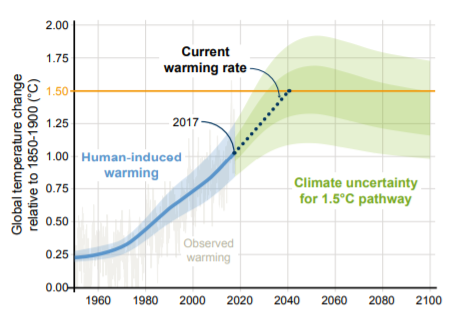 2.00
1.75
1.50
1.25
1.00
0.75
0.50
0.25
0.00
Global temperature change
relative to 1850-1900 (°C)
Current
warming rate
2017
Human-induced
warming
Climate uncertainty
for 1.5°C pathway
Observed
warming
1960 1980 2000 2020 2040 2060 2080 2100